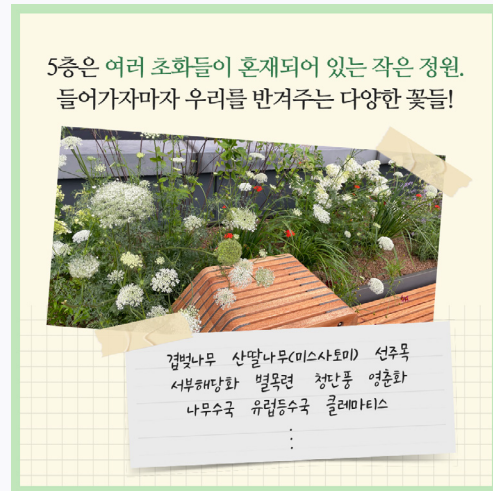 5층은 여러 초화들이 혼재되어 있는 작은 정원.
들어가자마자 우리를 반겨주는 다양한 꽃들!
겹벚나무 산딸나무(미스사토미) 선주목
서부해당화 별목련 청단풍 영춘화
나무수국 유럽등수국 클레마티스
⋮